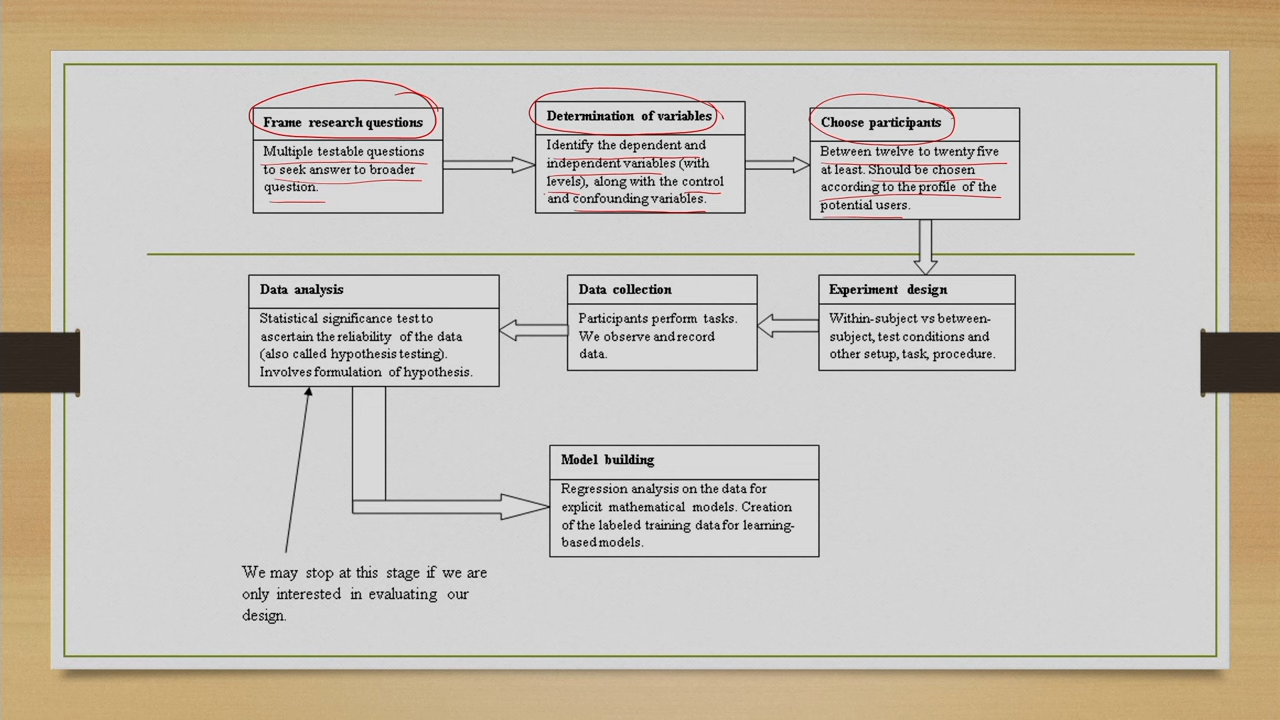 Frame research questions
Multiple testable questions
to seek answer to broader
question.
Determination of variables
Identify the dependent and
independent variables (with
levels), along with the control
and confounding variables.
Choose participants
Between twelve to twenty five
at least. Should be chosen
according to the profile of the
potential users.
Experiment design
Within-subject vs between-
subject, test conditions and
other setup, task, procedure.
Data collection
Participants perform tasks.
We observe and record
data.
Data analysis
Statistical significance test to
ascertain the reliability of the data
(also called hypothesis testing).
Involves formulation of hypothesis.
Model building
Regression analysis on the data for
explicit mathematical models. Creation
of the labeled training data for learning-
based models.
We may stop at this stage if we are
only interested in evaluating our
design.